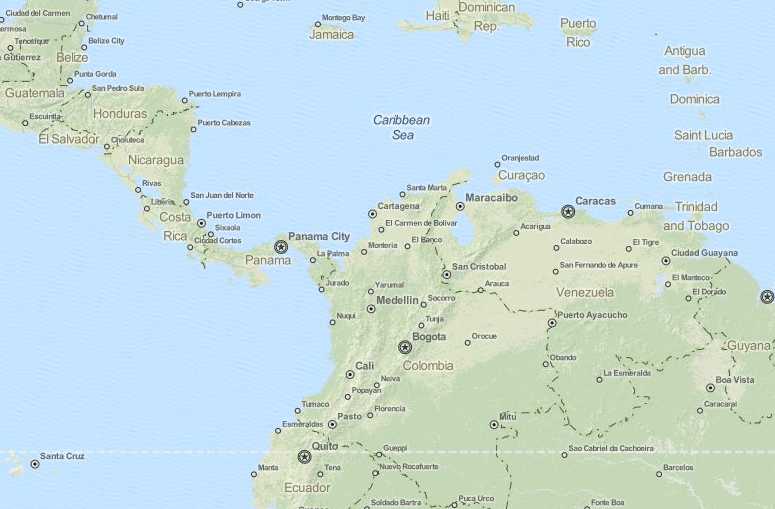 Ciudad del Carmen
Chetumal
Montego Bay
Jamaica
Haiti
Dominican
Rep.
Puerto
Rico
Tenosique
Belize City
Belize
Gutierrez
Antigua
and Barb.
Punta Gorda
Guatemala
San Pedro Sula
Puerto Lempira
Dominica
Honduras
Escuintla
Caribbean
Sea
Puerto Cabezas
El Salvador
Choluteca
Saint Lucia
Barbados
Nicaragua
Oranjestad
Curaçao
Grenada
Rivas
Santa Marta
San Juan del Norte
Liberia
Maracaibo
Caracas
Cumana
Trinidad
and Tobago
Cartagena
Costa
Rica
Puerto Limon
Sixaola
El Carmen de Bolivar
Acarigua
Ciudad Cortes
Panama City
Monteria
El Banco
Calabozo
El Tigre
Ciudad Guayana
Panama
La Palma
San Cristobal
San Fernando de Apure
El Manteco
Jurado
Yarumal
Arauca
Venezuela
El Dorado
Medellin
Socorro
Nuqui
Tunja
Puerto Ayacucho
Bogota
Orocue
Guyana
Obando
Cali
Colombia
La Esmeralda
Boa Vista
Neiva
Popayan
Tumaco
Florencia
Caracarai
Esmeraldas
Pasto
Mitu
Quito
Gueppi
Sao Gabriel da Cachoeira
Santa Cruz
Manta
Tena
Nuevo Rocafuerte
Barcelos
Ecuador
Soldado Bartra
Puca Urco
Fonte Boa